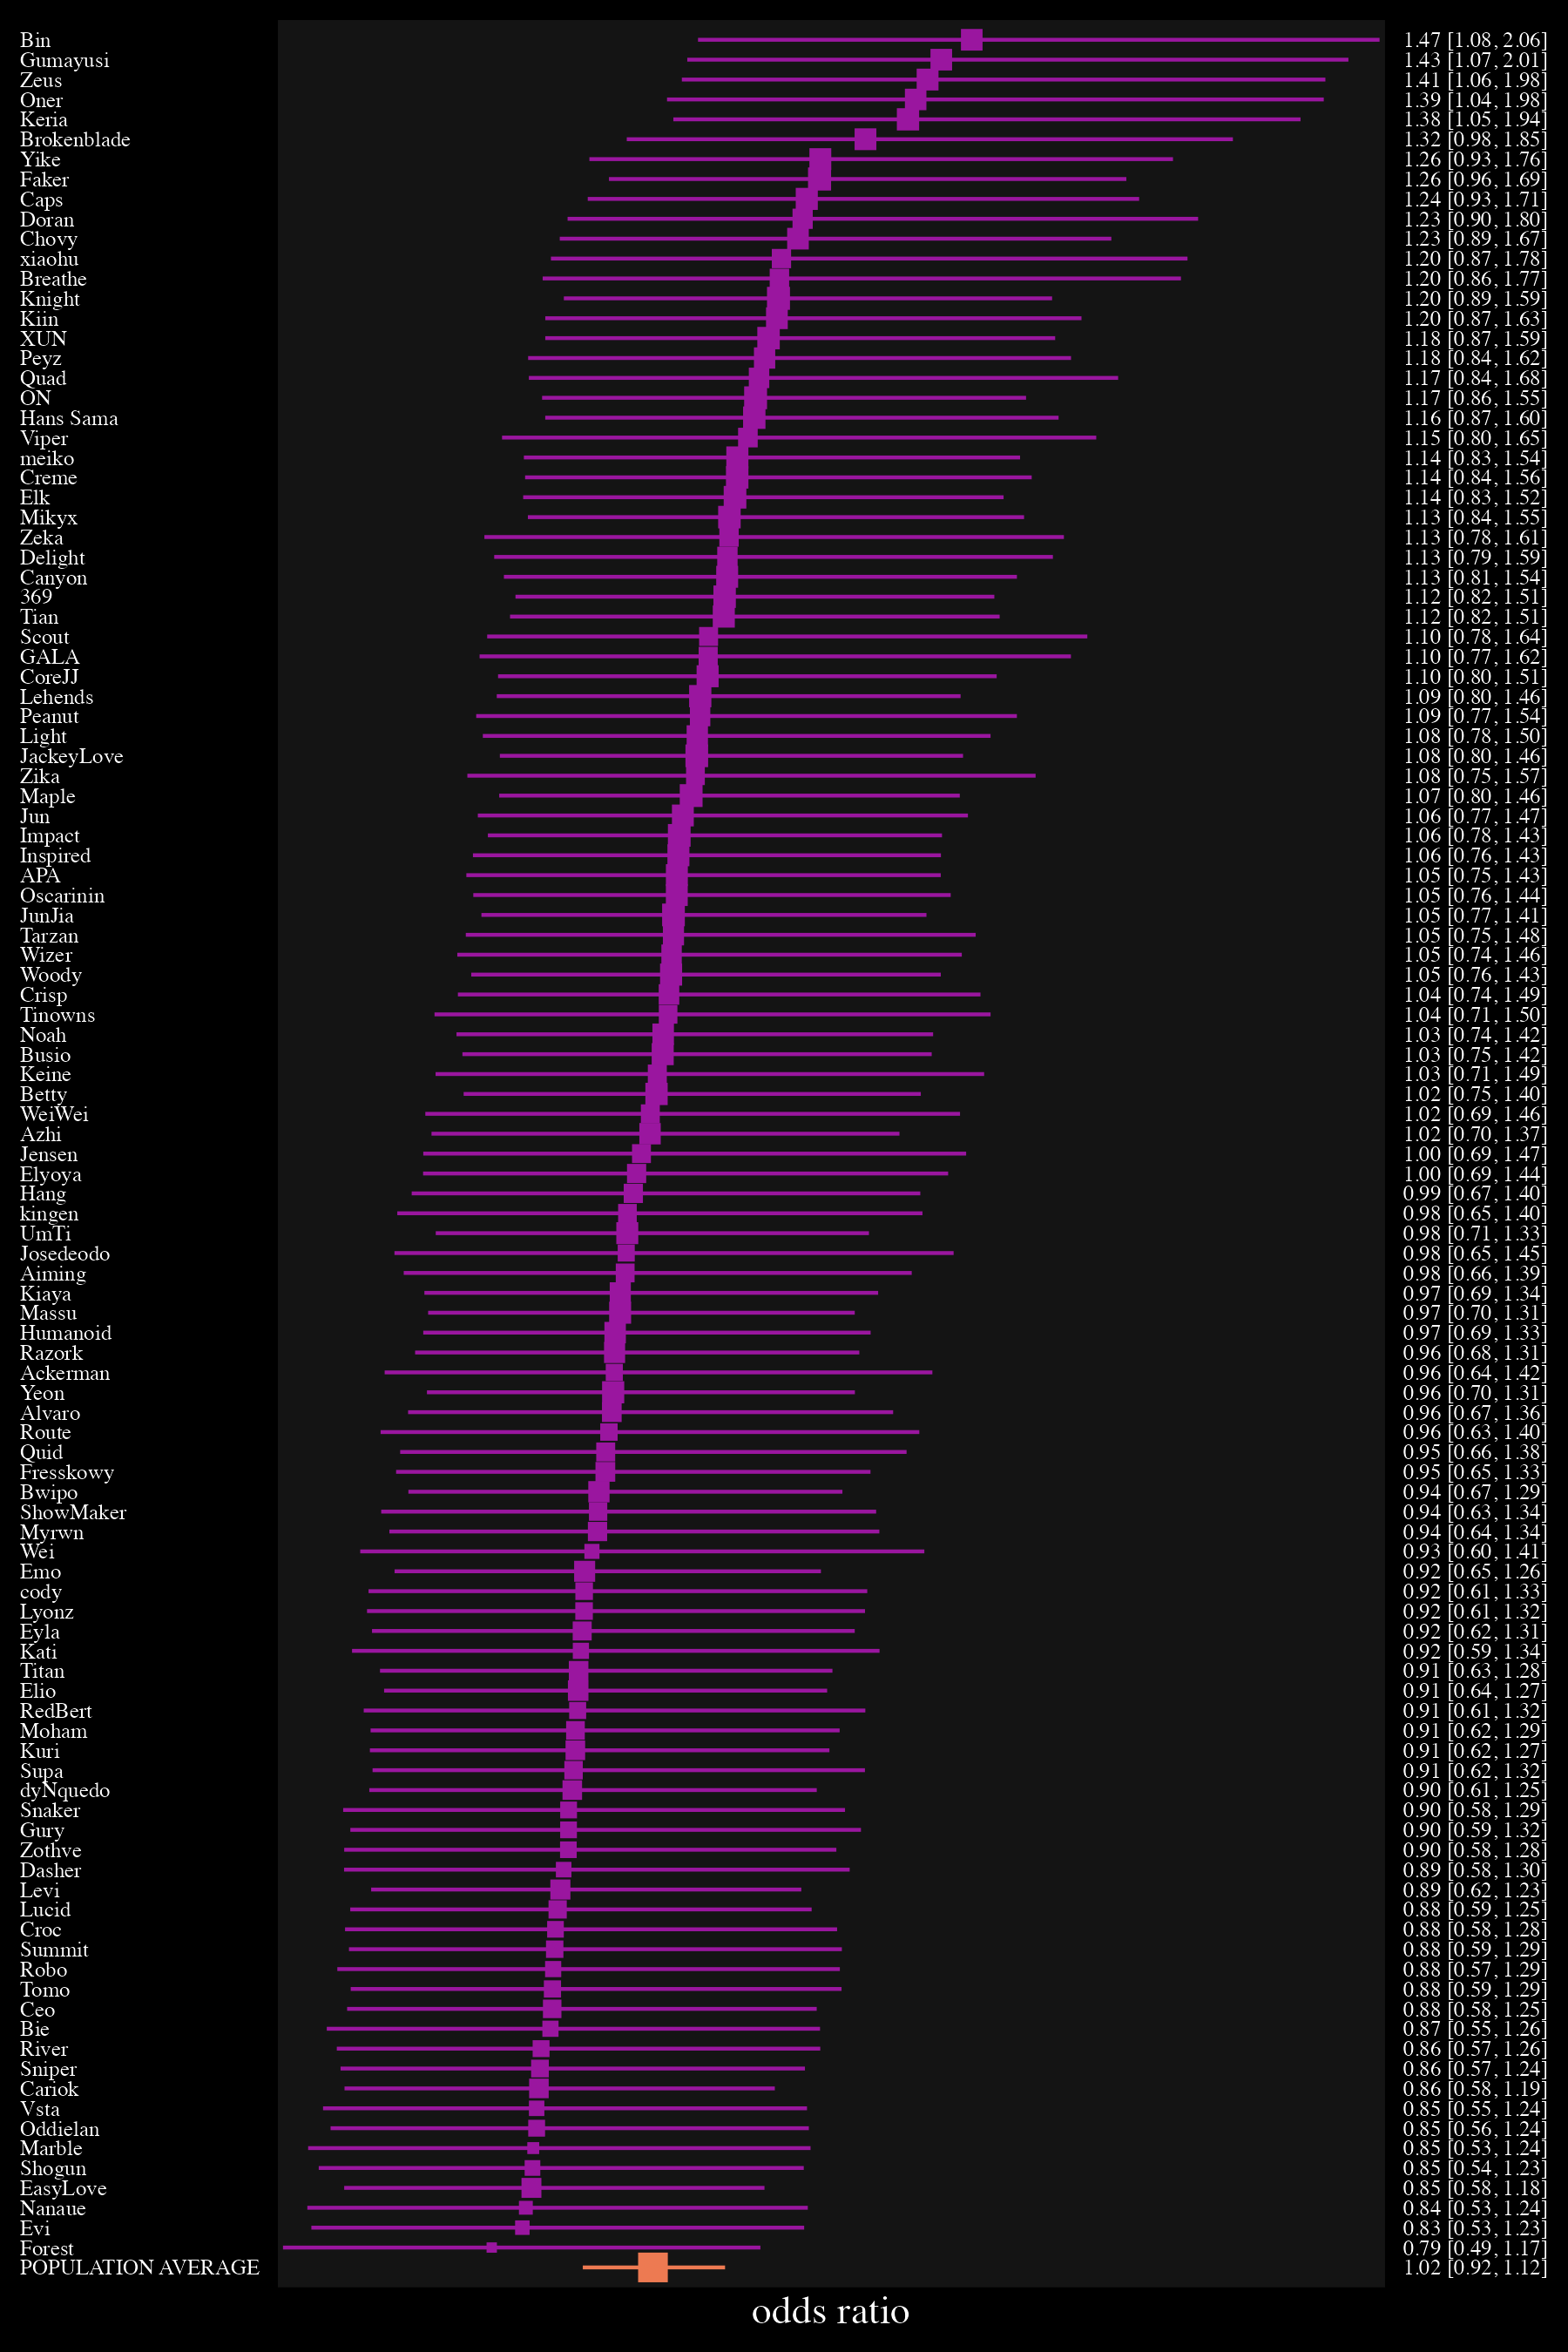 Bin 1.47 [1.08, 2.06]
Gumayusi 1.43 [1.07, 2.01]
Zeus 1.41 [1.06, 1.98]
Oner 1.39 [1.04, 1.98]
Keria 1.38 [1.05, 1.94]
Brokenblade 1.32 [0.98, 1.85]
Yike 1.26 [0.93, 1.76]
Faker 1.26 [0.96, 1.69]
Caps 1.24 [0.93, 1.71]
Doran 1.23 [0.90, 1.80]
Chovy 1.23 [0.89, 1.67]
xiaohu 1.20 [0.87, 1.78]
Breathe 1.20 [0.86, 1.77]
Knight 1.20 [0.89, 1.59]
Kiin 1.20 [0.87, 1.63]
XUN 1.18 [0.87, 1.59]
Peyz 1.18 [0.84, 1.62]
Quad 1.17 [0.84, 1.68]
ON 1.17 [0.86, 1.55]
Hans Sama 1.16 [0.87, 1.60]
Viper 1.15 [0.80, 1.65]
meiko 1.14 [0.83, 1.54]
Creme 1.14 [0.84, 1.56]
Elk 1.14 [0.83, 1.52]
Mikyx 1.13 [0.84, 1.55]
Zeka 1.13 [0.78, 1.61]
Delight 1.13 [0.79, 1.59]
Canyon 1.13 [0.81, 1.54]
369 1.12 [0.82, 1.51]
Tian 1.12 [0.82, 1.51]
Scout 1.10 [0.78, 1.64]
GALA 1.10 [0.77, 1.62]
CoreJJ 1.10 [0.80, 1.51]
Lehends 1.09 [0.80, 1.46]
Peanut 1.09 [0.77, 1.54]
Light 1.08 [0.78, 1.50]
JackeyLove 1.08 [0.80, 1.46]
Zika 1.08 [0.75, 1.57]
Maple 1.07 [0.80, 1.46]
Jun 1.06 [0.77, 1.47]
Impact 1.06 [0.78, 1.43]
Inspired 1.06 [0.76, 1.43]
APA 1.05 [0.75, 1.43]
Oscarinin 1.05 [0.76, 1.44]
JunJia 1.05 [0.77, 1.41]
Tarzan 1.05 [0.75, 1.48]
Wizer 1.05 [0.74, 1.46]
Woody 1.05 [0.76, 1.43]
Crisp 1.04 [0.74, 1.49]
Tinowns 1.04 [0.71, 1.50]
Noah 1.03 [0.74, 1.42]
Busio 1.03 [0.75, 1.42]
Keine 1.03 [0.71, 1.49]
Betty 1.02 [0.75, 1.40]
WeiWei 1.02 [0.69, 1.46]
Azhi 1.02 [0.70, 1.37]
Jensen 1.00 [0.69, 1.47]
Elyoya 1.00 [0.69, 1.44]
Hang 0.99 [0.67, 1.40]
kingen 0.98 [0.65, 1.40]
UmTi 0.98 [0.71, 1.33]
Josedeodo 0.98 [0.65, 1.45]
Aiming 0.98 [0.66, 1.39]
Kiaya 0.97 [0.69, 1.34]
Massu 0.97 [0.70, 1.31]
Humanoid 0.97 [0.69, 1.33]
Razork 0.96 [0.68, 1.31]
Ackerman 0.96 [0.64, 1.42]
Yeon 0.96 [0.70, 1.31]
Alvaro 0.96 [0.67, 1.36]
Route 0.96 [0.63, 1.40]
Quid 0.95 [0.66, 1.38]
Fresskowy 0.95 [0.65, 1.33]
Bwipo 0.94 [0.67, 1.29]
ShowMaker 0.94 [0.63, 1.34]
Myrwn 0.94 [0.64, 1.34]
Wei 0.93 [0.60, 1.41]
Emo 0.92 [0.65, 1.26]
cody 0.92 [0.61, 1.33]
Lyonz 0.92 [0.61, 1.32]
Eyla 0.92 [0.62, 1.31]
Kati 0.92 [0.59, 1.34]
Titan 0.91 [0.63, 1.28]
Elio 0.91 [0.64, 1.27]
RedBert 0.91 [0.61, 1.32]
Moham 0.91 [0.62, 1.29]
Kuri 0.91 [0.62, 1.27]
Supa 0.91 [0.62, 1.32]
dyNquedo 0.90 [0.61, 1.25]
Snaker 0.90 [0.58, 1.29]
Gury 0.90 [0.59, 1.32]
Zothve 0.90 [0.58, 1.28]
Dasher 0.89 [0.58, 1.30]
Levi 0.89 [0.62, 1.23]
Lucid 0.88 [0.59, 1.25]
Croc 0.88 [0.58, 1.28]
Summit 0.88 [0.59, 1.29]
Robo 0.88 [0.57, 1.29]
Tomo 0.88 [0.59, 1.29]
Ceo 0.88 [0.58, 1.25]
Bie 0.87 [0.55, 1.26]
River 0.86 [0.57, 1.26]
Sniper 0.86 [0.57, 1.24]
Cariok 0.86 [0.58, 1.19]
Vsta 0.85 [0.55, 1.24]
Oddielan 0.85 [0.56, 1.24]
Marble 0.85 [0.53, 1.24]
Shogun 0.85 [0.54, 1.23]
EasyLove 0.85 [0.58, 1.18]
Nanaue 0.84 [0.53, 1.24]
Evi 0.83 [0.53, 1.23]
Forest 0.79 [0.49, 1.17]
POPULATION AVERAGE 1.02 [0.92, 1.12]
odds ratio